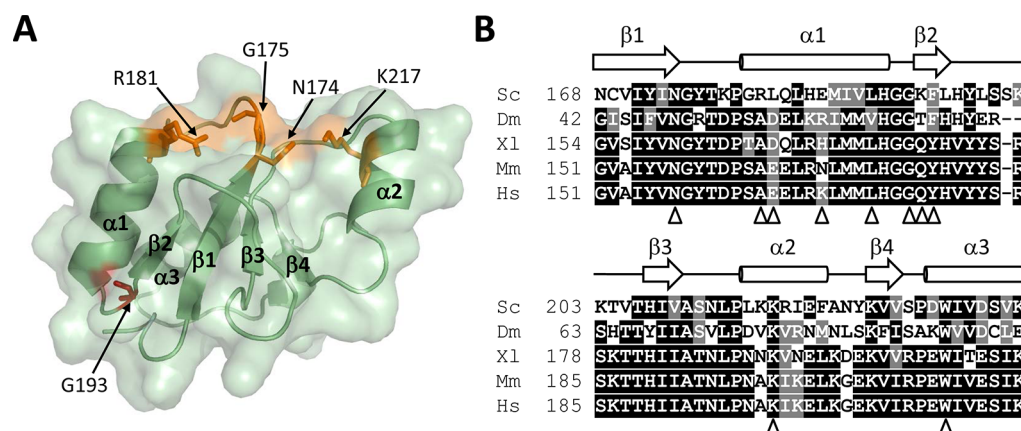 A
G175
R181
N174
K217
α1
α2
β2
α3
β1
β3
β4
G193
B
β1 α1 β2
Sc 168 NCVIYINGYTKPGRLQLHEMIVLHGGKFLHYLSSK
Dm 42 GISIFVNGRTDPSADELKRIMMVHGGTFHHYER--
Xl 154 GVSIYVNGYTDPTADQLRHLMMLHGGQYHVYYS-R
Mm 151 GVAIYVNGYTDPSAEELRNLMMLHGGQYHVYYS-R
Hs 151 GVAIYVNGYTDPSAEELRKLMMLHGGQYHVYYS-R
β3 α2 β4 α3
Sc 203 KTVTHIVASNLPLKKRIEFANYKVVSPDWIVDSVK
Dm 63 SHTTYIIASVLPDVKVRNMNLSKFISAKWVVDCLE
Xl 178 SKTTHIIATNLPNNKVNELKDEKVVRPEWITESIK
Mm 185 SKTTHIIATNLPNAKIKELKGEKVIRPEWIVESIK
Hs 185 SKTTHIIATNLPNAKIKELKGEKVIRPEWIVESIK